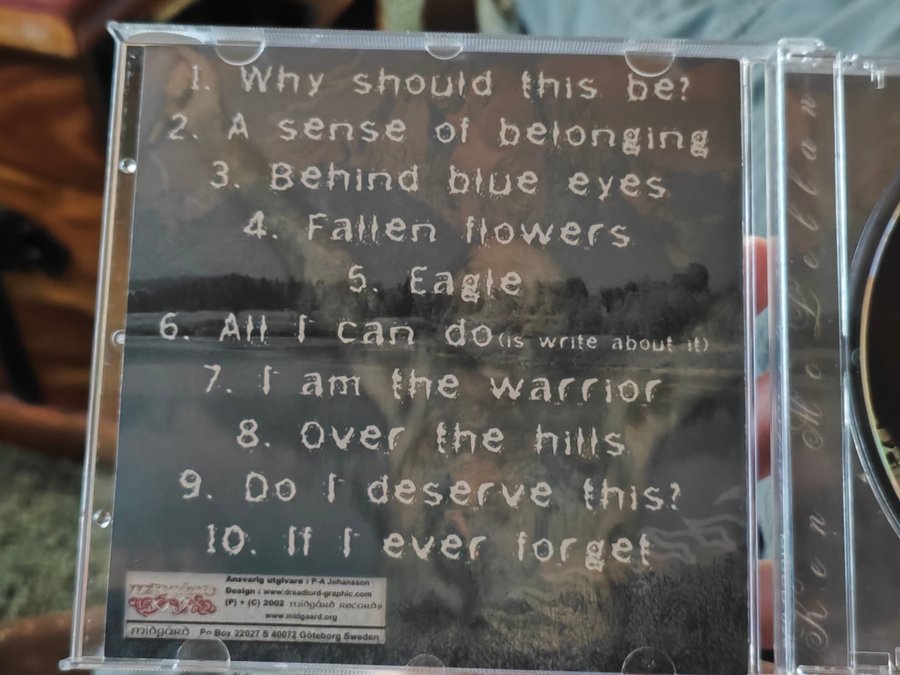 1. Why should this be?
2. A sense of belonging
3. Behind blue eyes
4. Fallen flowers
5. Eagle
6. All I can do (is write about it)
7. I am the warrior
8. Over the hills
9. Do I deserve this?
10. If I ever forget
Ansvarig utgivare : P-A Johansson
Design : www.dreadlord-graphic.com
(P) + (C) 2002 MIDGÅRD RECORDS
www.midgaard.org
MIDGÅRD Po Box 22027 S 40072 Göteborg Sweden
Ken McLellan